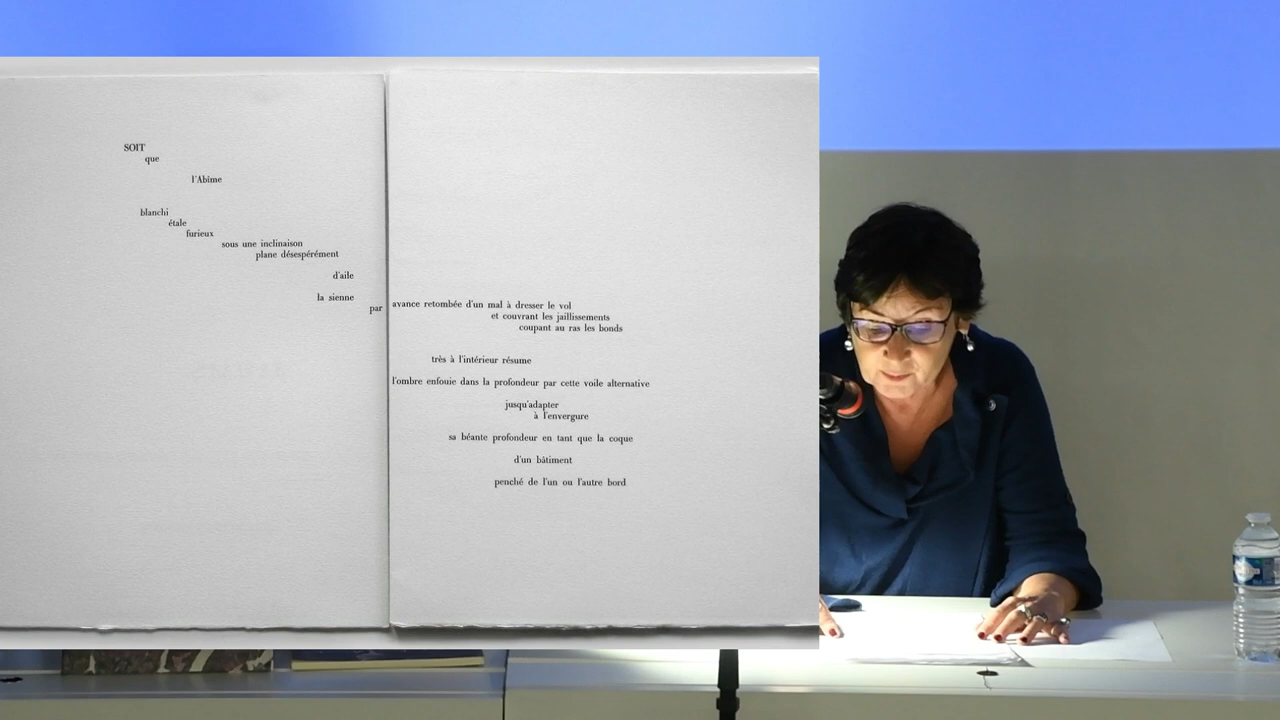 SOIT
que
l'Abîme
blanchi
étale
furieux
sous une inclinaison
plane désespérément
d'aile
la sienne
par
avance retombée d'un mal à dresser le vol
et couvrant les jaillissements
coupant au ras les bonds
très à l'intérieur résume
l'ombre enfouie dans la profondeur par cette voile alternative
jusqu'adapter
à l'envergure
sa béante profondeur en tant que la coque
d'un bâtiment
penché de l'un ou l'autre bord